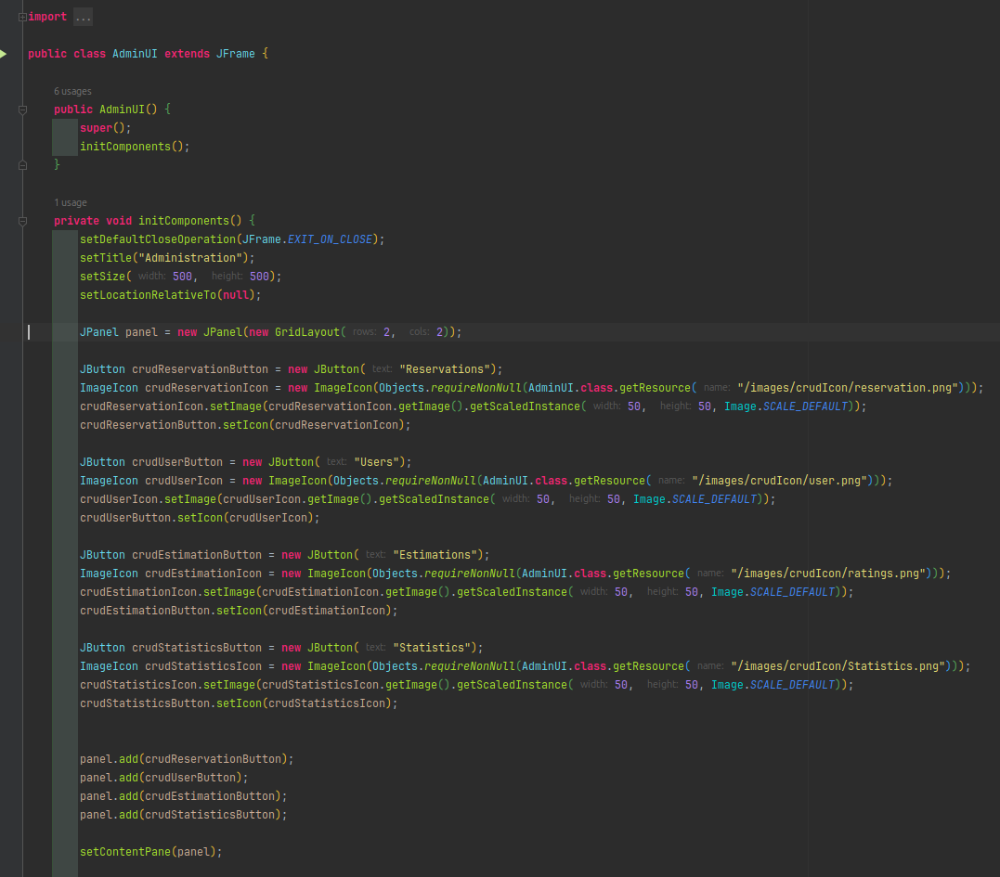 import ...
public class AdminUI extends JFrame {
6 usages
public AdminUI() {
super();
initComponents();
}
1 usage
private void initComponents() {
setDefaultCloseOperation(JFrame.EXIT_ON_CLOSE);
setTitle("Administration");
setSize( width: 500, height: 500);
setLocationRelativeTo(null);
JPanel panel = new JPanel(new GridLayout( rows: 2, cols: 2));
JButton crudReservationButton = new JButton( text: "Reservations");
ImageIcon crudReservationIcon = new ImageIcon(Objects.requireNonNull(AdminUI.class.getResource( name: "/images/crudIcon/reservation.png")));
crudReservationIcon.setImage(crudReservationIcon.getImage().getScaledInstance( width: 50, height: 50, Image.SCALE_DEFAULT));
crudReservationButton.setIcon(crudReservationIcon);
JButton crudUserButton = new JButton( text: "Users");
ImageIcon crudUserIcon = new ImageIcon(Objects.requireNonNull(AdminUI.class.getResource( name: "/images/crudIcon/user.png")));
crudUserIcon.setImage(crudUserIcon.getImage().getScaledInstance( width: 50, height: 50, Image.SCALE_DEFAULT));
crudUserButton.setIcon(crudUserIcon);
JButton crudEstimationButton = new JButton( text: "Estimations");
ImageIcon crudEstimationIcon = new ImageIcon(Objects.requireNonNull(AdminUI.class.getResource( name: "/images/crudIcon/ratings.png")));
crudEstimationIcon.setImage(crudEstimationIcon.getImage().getScaledInstance( width: 50, height: 50, Image.SCALE_DEFAULT));
crudEstimationButton.setIcon(crudEstimationIcon);
JButton crudStatisticsButton = new JButton( text: "Statistics");
ImageIcon crudStatisticsIcon = new ImageIcon(Objects.requireNonNull(AdminUI.class.getResource( name: "/images/crudIcon/Statistics.png")));
crudStatisticsIcon.setImage(crudStatisticsIcon.getImage().getScaledInstance( width: 50, height: 50, Image.SCALE_DEFAULT));
crudStatisticsButton.setIcon(crudStatisticsIcon);
panel.add(crudReservationButton);
panel.add(crudUserButton);
panel.add(crudEstimationButton);
panel.add(crudStatisticsButton);
setContentPane(panel);